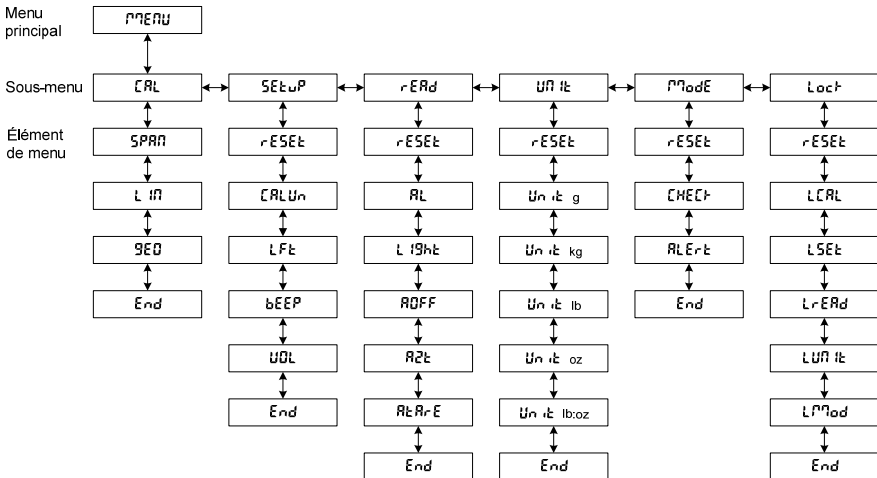 Menu principal
MENU
Sous-menu
CAL SEtuP rEAd UNit ModE Lock
Élément de menu
SPAN rESEt rESEt rESEt rESEt rESEt
LIN CALUn AL Unit g CHECk LCAL
gEO LFt LIght Unit kg ALErt LSEt
End bEEP AOFF Unit lb End LrEAd
VOL AZt Unit oz LUNit
End AtArE Unit lb:oz LMod
End End End